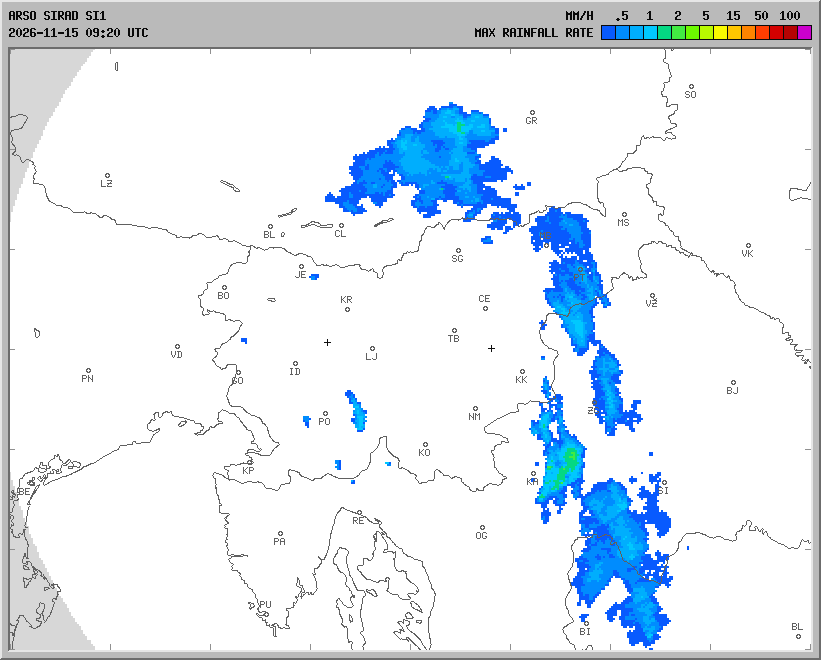 ARSO SIRAD SI1
2026-11-15 09:20 UTC
MM/H .5 1 2 5 15 50 100
MAX RAINFALL RATE
SO
GR
LZ
MS
BL
CL
VK
SG
JE
PT
BO
KR
CE
VZ
TB
VD
LJ
ID
PN
GO
KK
BJ
NM
PO
KO
KP
KA
BE
SI
RE
OG
PA
PU
BI
BL